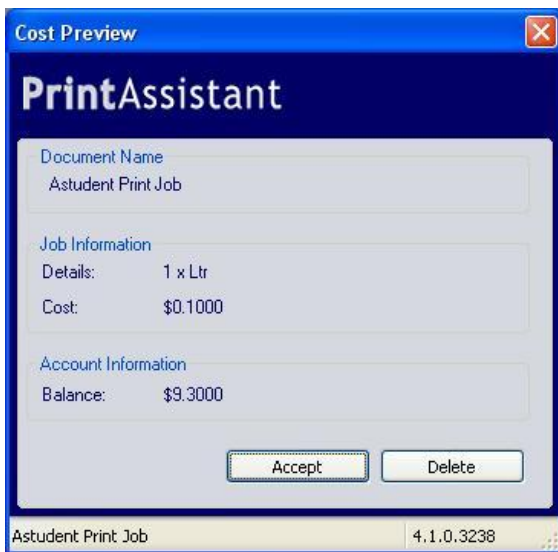 Cost Preview
PrintAssistant
Document Name
Astudent Print Job
Job Information
Details: 1 x Ltr
Cost: $0.1000
Account Information
Balance: $9.3000
Accept Delete
Astudent Print Job 4.1.0.3238